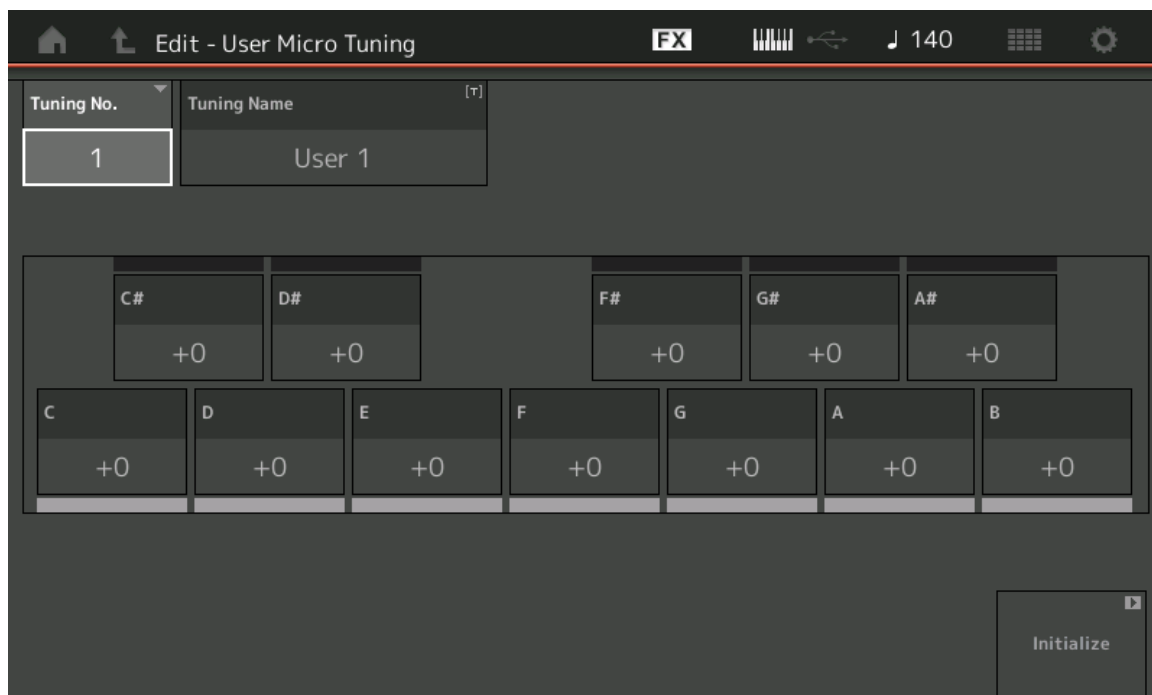 Edit - User Micro Tuning FX ♩ 140
Tuning No. Tuning Name [T]
1 User 1
C# D# F# G# A#
+0 +0 +0 +0 +0
C D E F G A B
+0 +0 +0 +0 +0 +0 +0
Initialize